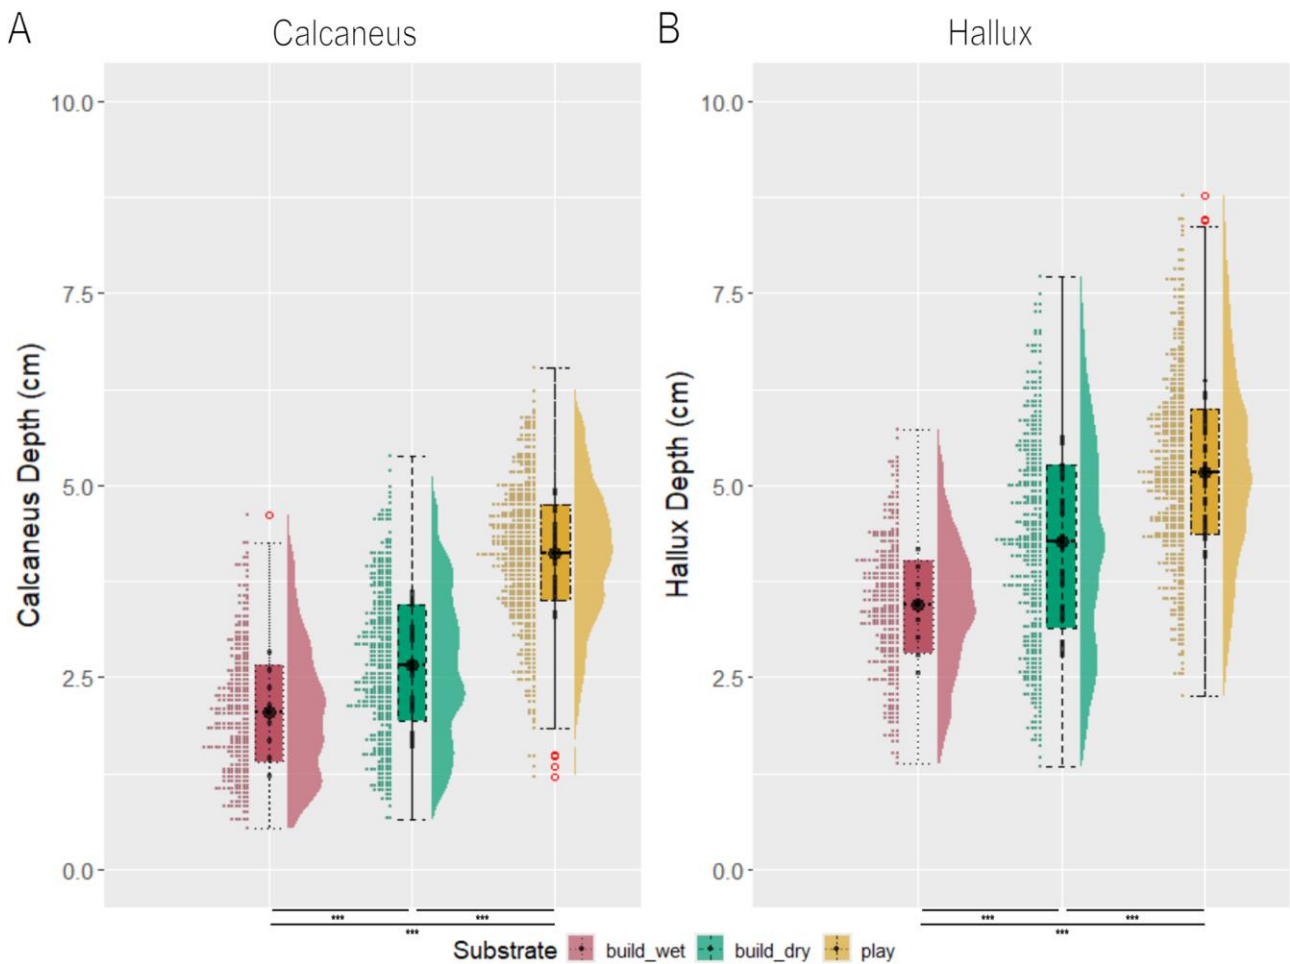 A
Calcaneus
B
Hallux
Calcaneus Depth (cm)
10.0
7.5
5.0
2.5
0.0
Hallux Depth (cm)
10.0
7.5
5.0
2.5
0.0
*** ***
***
*** ***
***
Substrate build_wet build_dry play